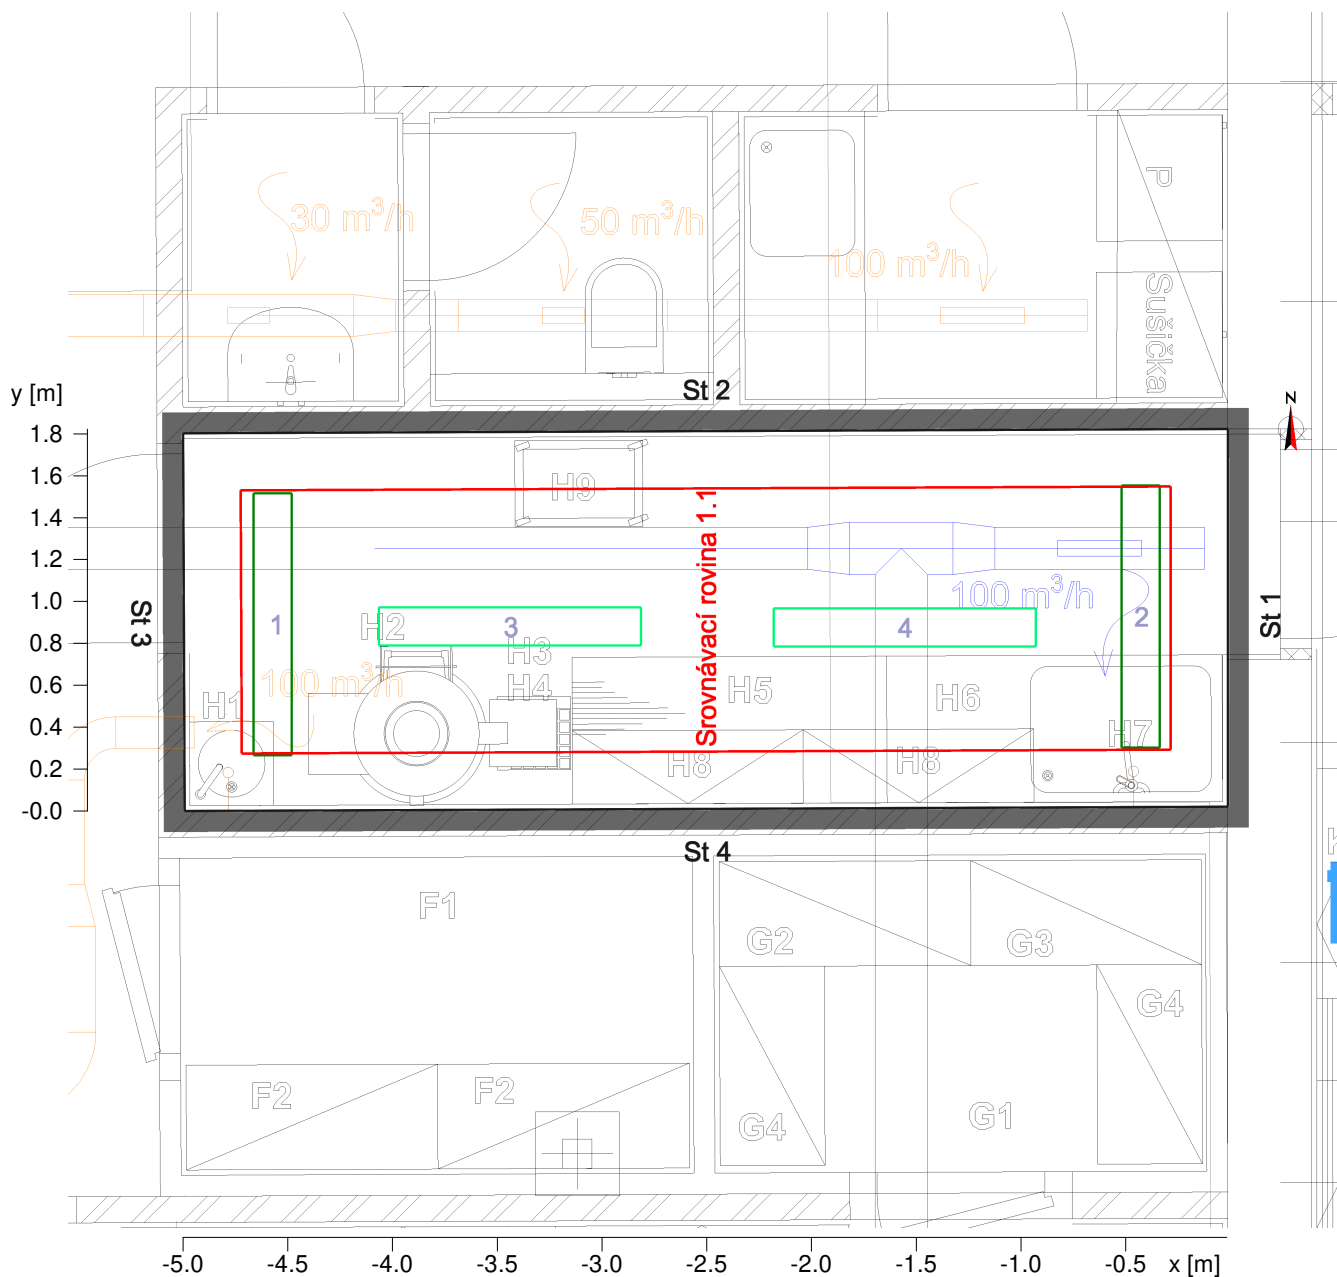 30 m³/h
50 m³/h
100 m³/h
P
Sušička
St 2
y [m]
z
1.8
1.6
1.4
1.2
1.0
0.8
0.6
0.4
0.2
-0.0
St 3
St 1
H9
Srovnávací rovina 1.1
100 m³/h
1
H2
3
4
2
H3
100 m³/h
H4
H5
H6
H1
H7
H8
H8
St 4
F1
G2
G3
G4
F2
F2
G4
G1
-5.0
-4.5
-4.0
-3.5
-3.0
-2.5
-2.0
-1.5
-1.0
-0.5
x [m]